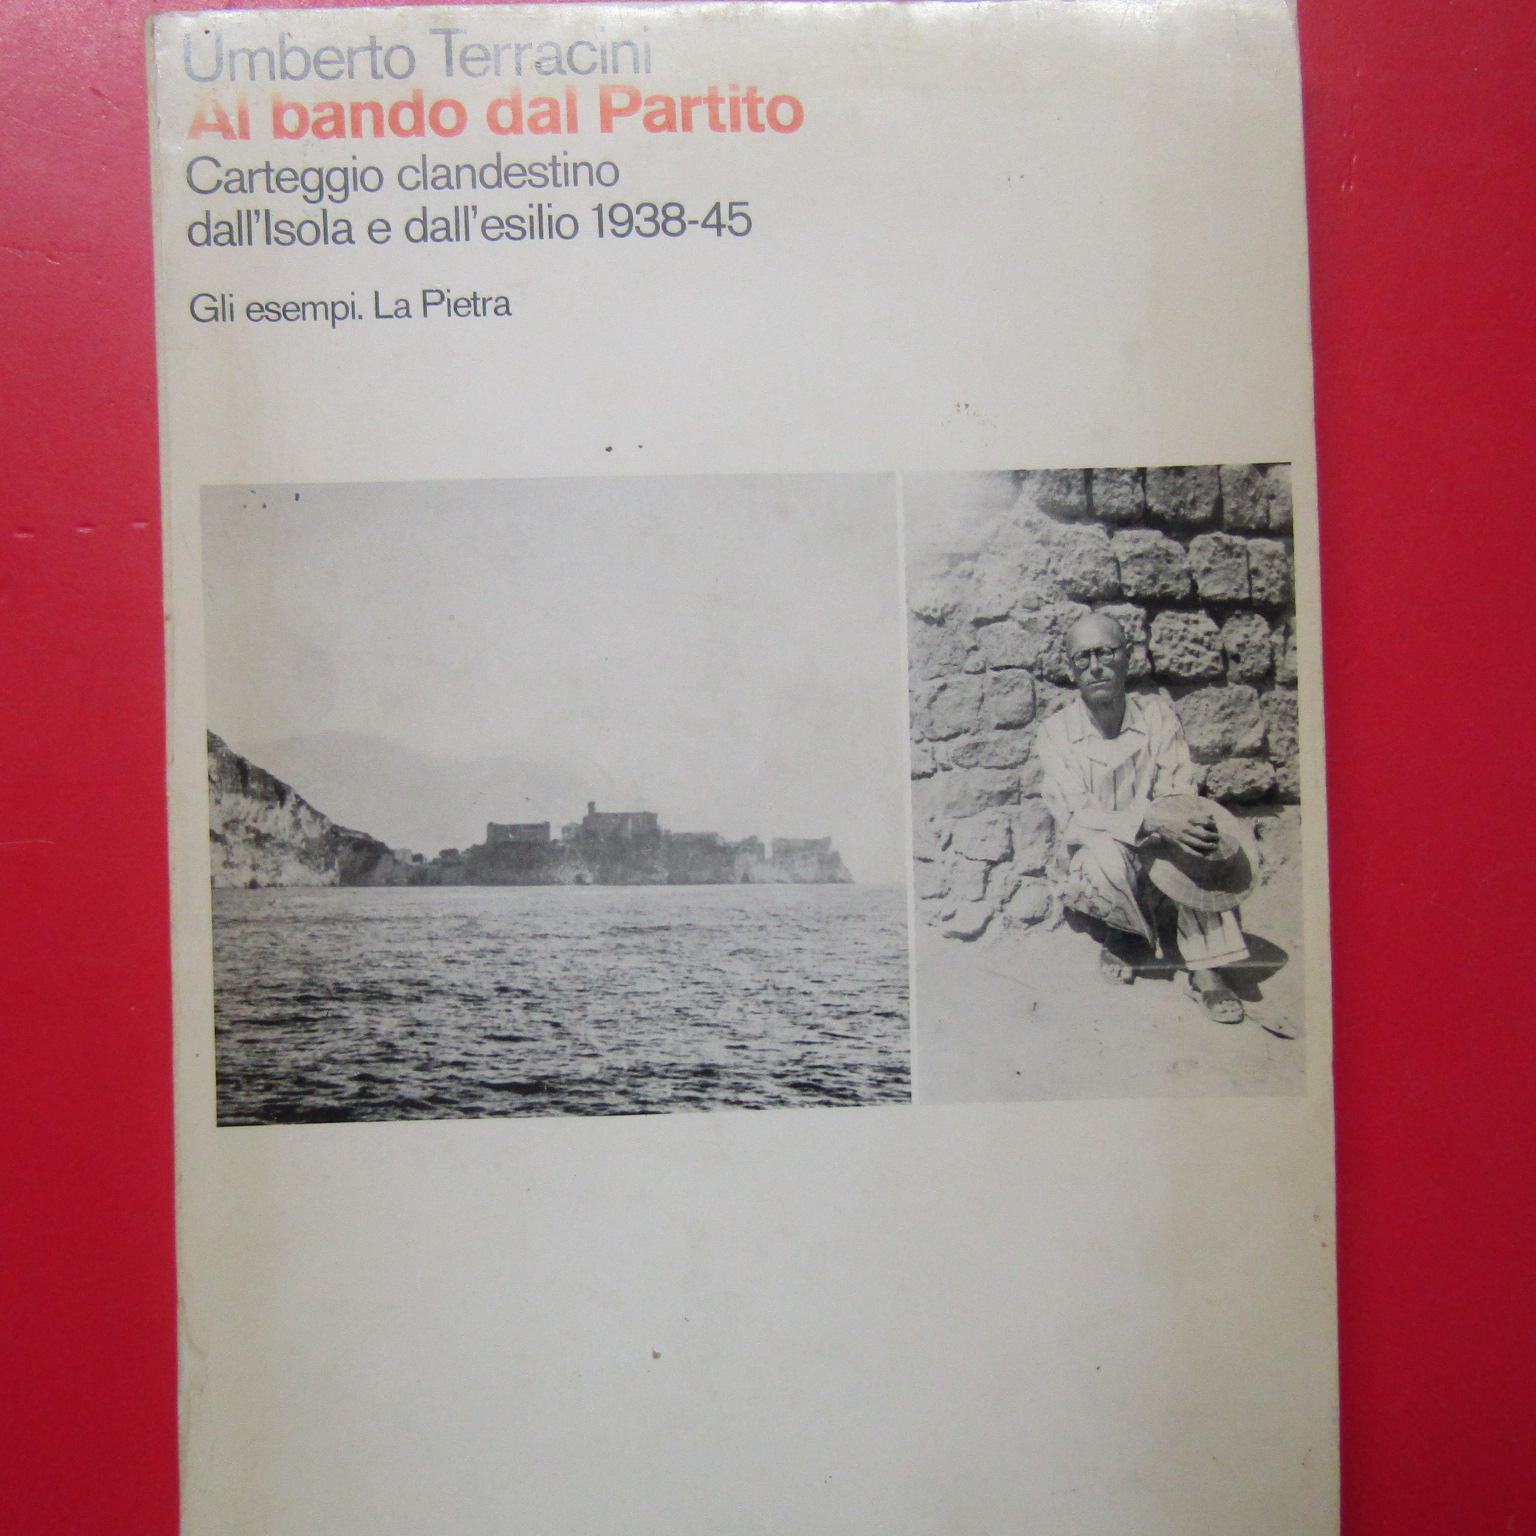 Umberto Terracini
Al bando dal Partito
Carteggio clandestino
dall'Isola e dall'esilio 1938-45
Gli esempi. La Pietra